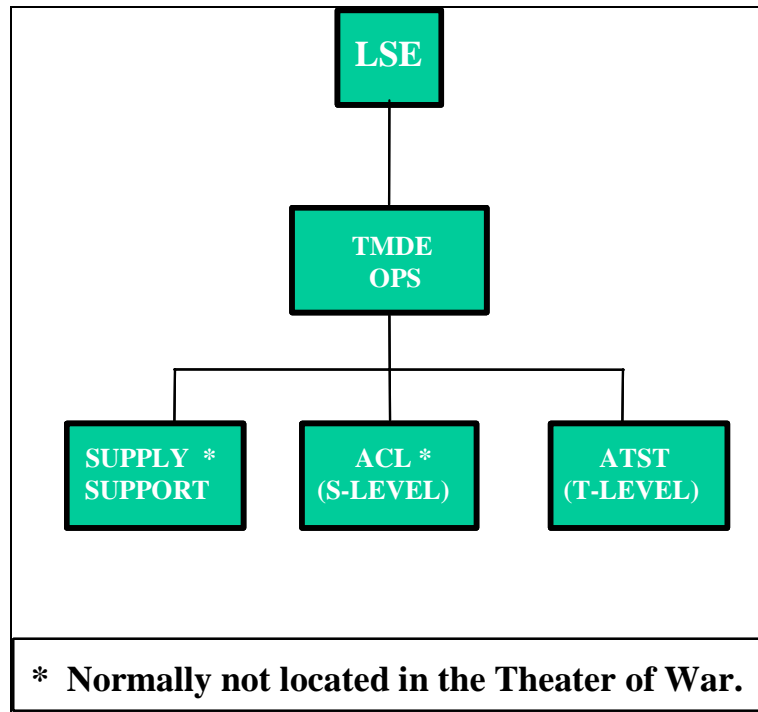 LSE
TMDE
OPS
SUPPLY *
SUPPORT
ACL *
(S-LEVEL)
ATST
(T-LEVEL)
* Normally not located in the Theater of War.